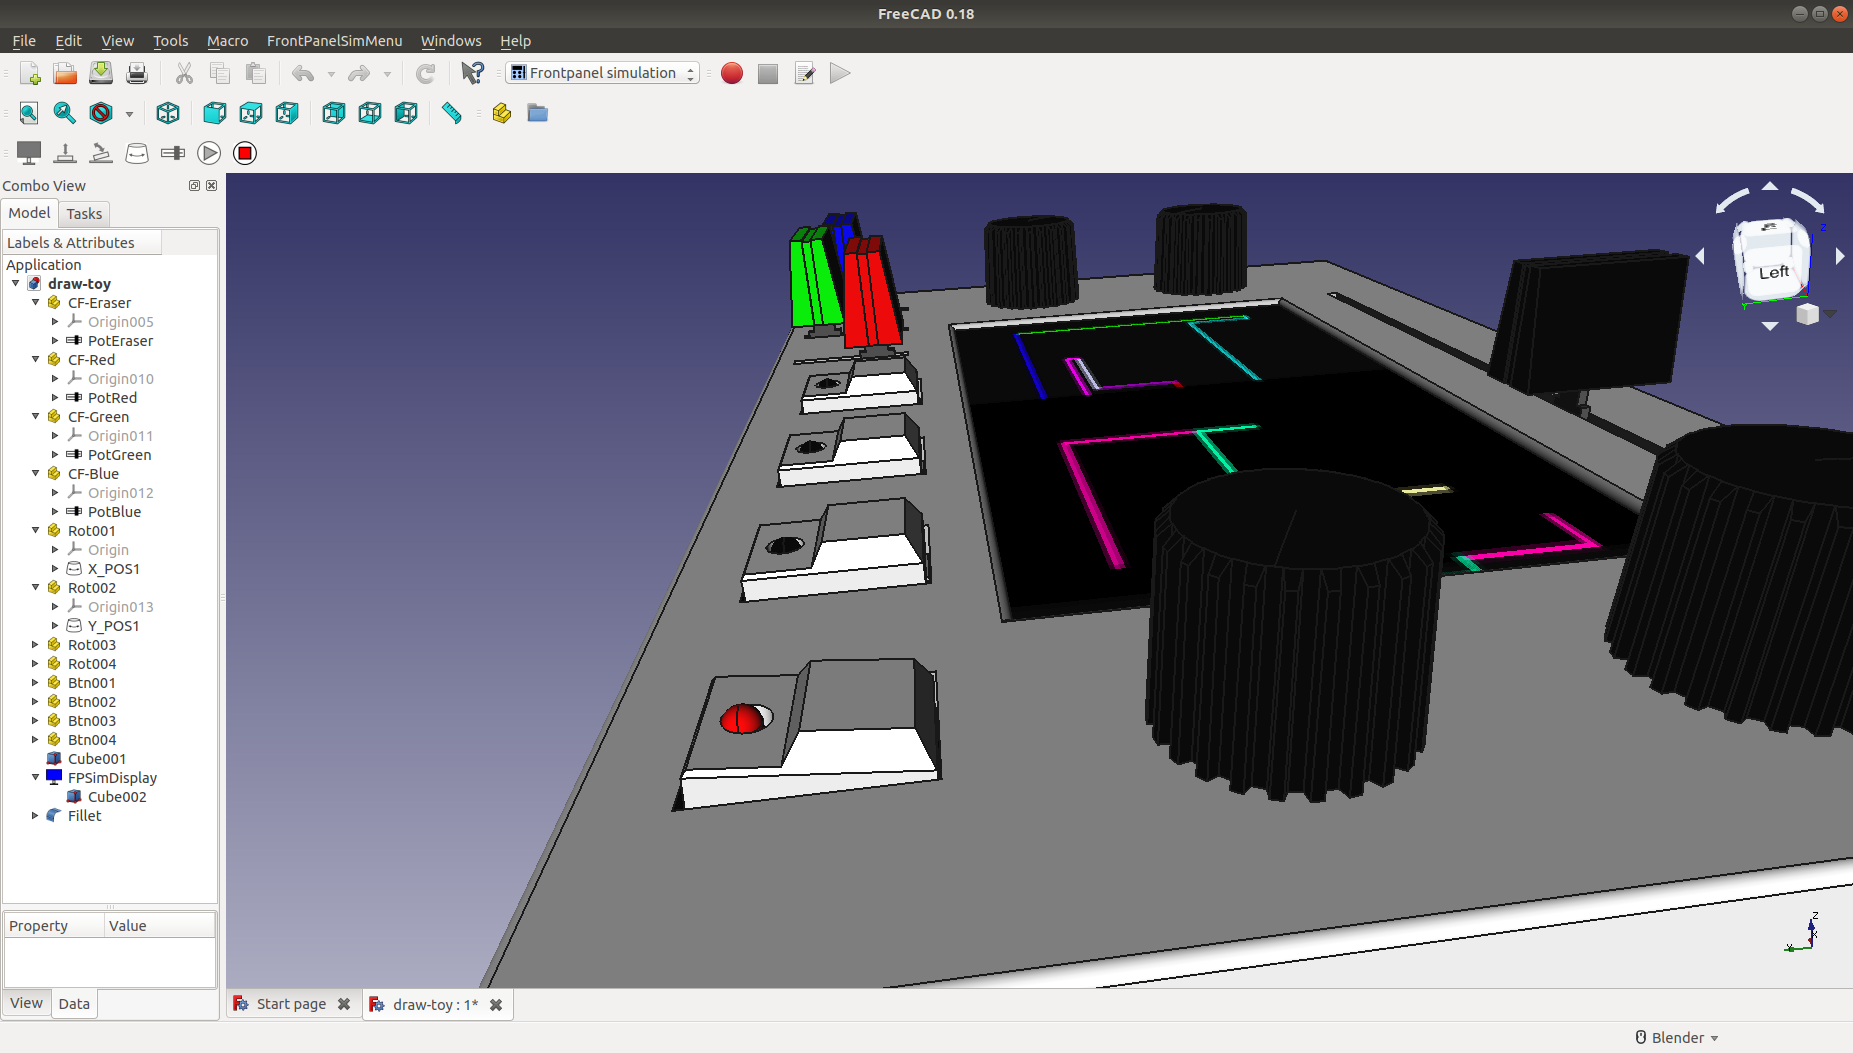 FreeCAD 0.18
File Edit View Tools Macro FrontPanelSimMenu Windows Help
Frontpanel simulation
Combo View
Model Tasks
Labels & Attributes
Application
draw-toy
CF-Eraser
Origin005
PotEraser
CF-Red
Origin010
PotRed
CF-Green
Origin011
PotGreen
CF-Blue
Origin012
PotBlue
Rot001
Origin
X_POS1
Rot002
Origin013
Y_POS1
Rot003
Rot004
Btn001
Btn002
Btn003
Btn004
Cube001
FPSimDisplay
Cube002
Fillet
Property Value
View Data
Z
Left
Y
Z
X
Y
Start page
draw-toy : 1*
Blender